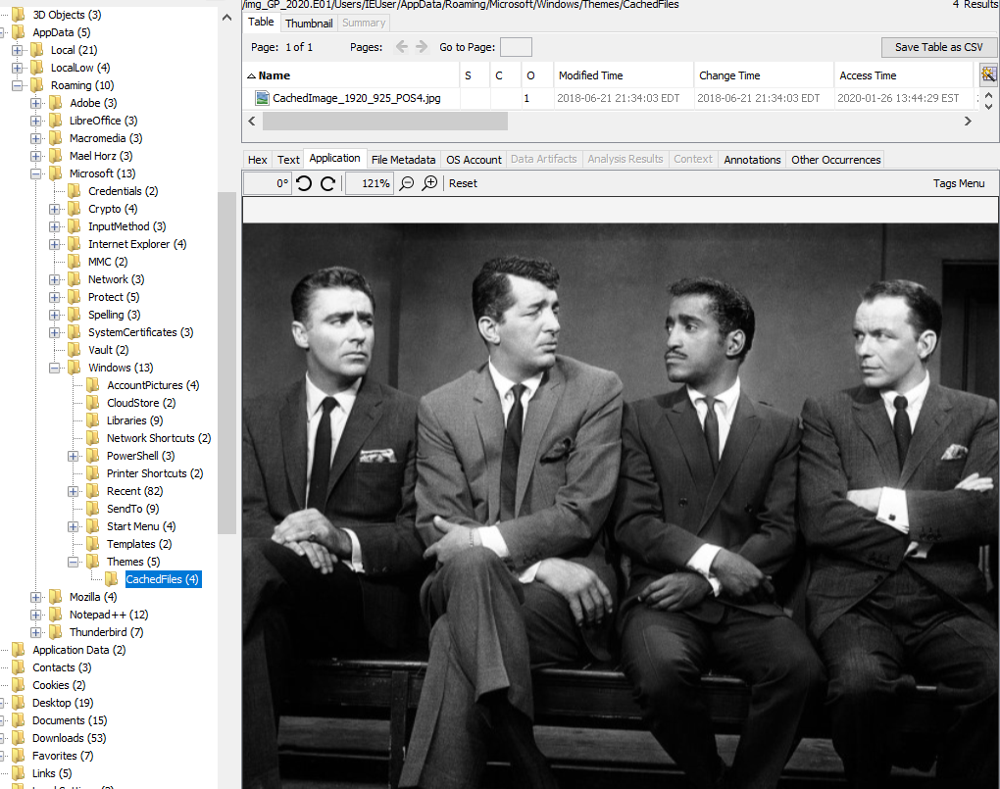 3D Objects (3)
AppData (5)
Local (21)
LocalLow (4)
Roaming (10)
Adobe (3)
LibreOffice (3)
Macromedia (3)
Mael Horz (3)
Microsoft (13)
Credentials (2)
Crypto (4)
InputMethod (3)
Internet Explorer (4)
MMC (2)
Network (3)
Protect (5)
Spelling (3)
SystemCertificates (3)
Vault (2)
Windows (13)
AccountPictures (4)
CloudStore (2)
Libraries (9)
Network Shortcuts (2)
PowerShell (3)
Printer Shortcuts (2)
Recent (82)
SendTo (9)
Start Menu (4)
Templates (2)
Themes (5)
CachedFiles (4)
Mozilla (4)
Notepad++ (12)
Thunderbird (7)
Application Data (2)
Contacts (3)
Cookies (2)
Desktop (19)
Documents (15)
Downloads (53)
Favorites (7)
Links (5)
/img_GP_2020.E01/Users/IEUser/AppData/Roaming/Microsoft/Windows/Themes/CachedFiles
4 Results
Table Thumbnail Summary
Page: 1 of 1 Pages: Go to Page:
Save Table as CSV
Name S C O Modified Time Change Time Access Time
CachedImage_1920_925_POS4.jpg 1 2018-06-21 21:34:03 EDT 2018-06-21 21:34:03 EDT 2020-01-26 13:44:29 EST
Hex Text Application File Metadata OS Account Data Artifacts Analysis Results Context Annotations Other Occurrences
0° 121% Reset Tags Menu